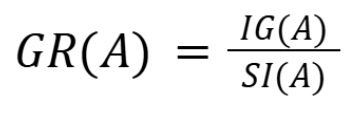 GR(A) = IG(A) / SI(A)